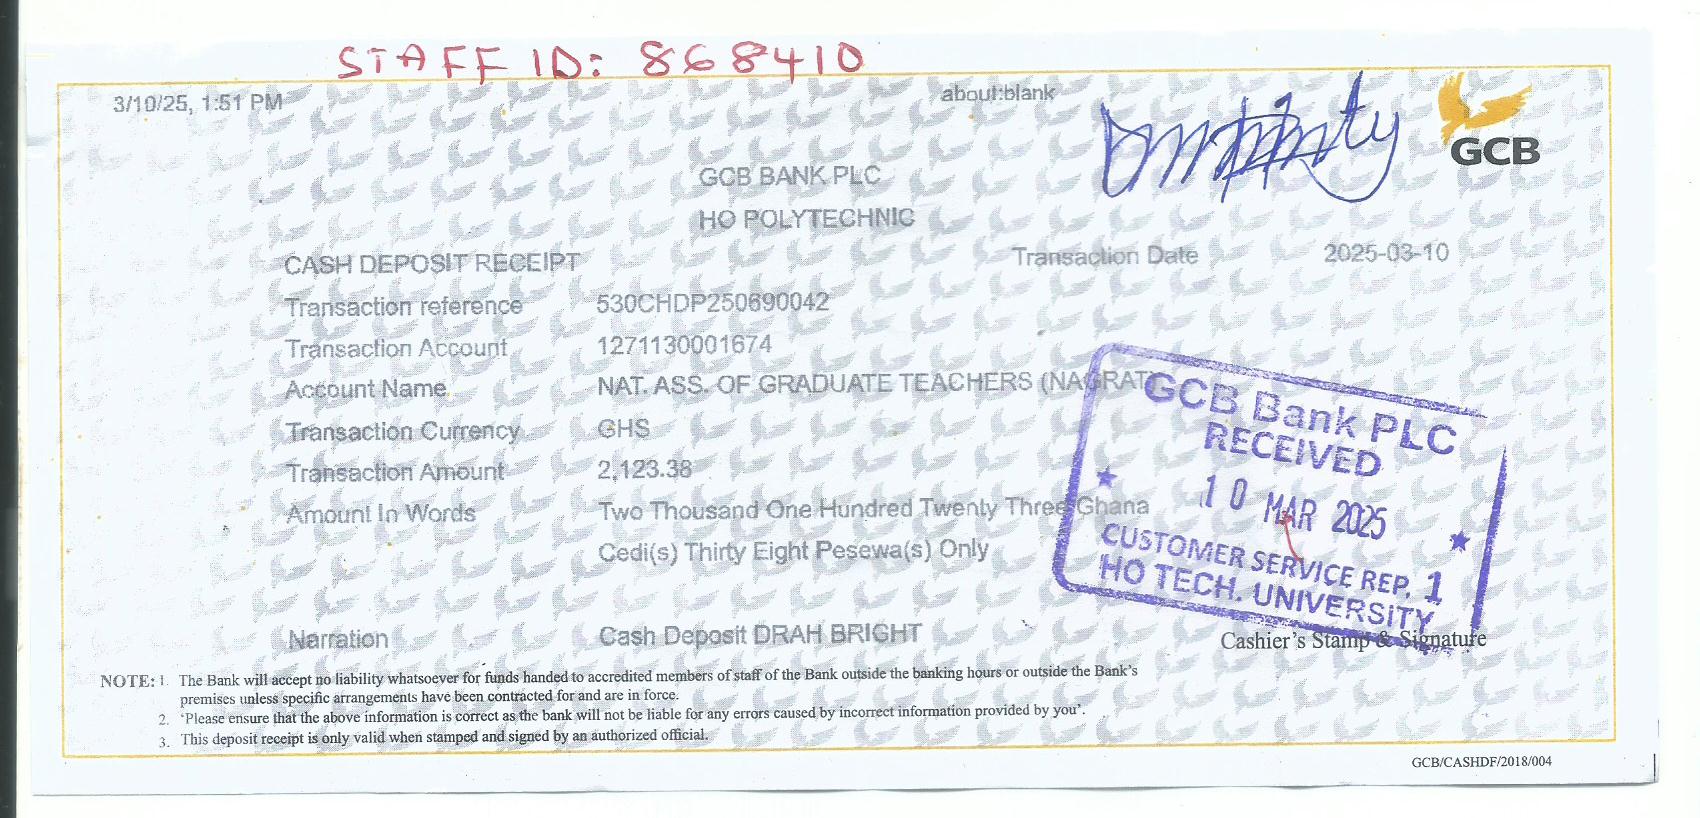 STAFF ID: 868410
3/10/25, 1:51 PM about:blank
GCB
GCB BANK PLC
HO POLYTECHNIC
CASH DEPOSIT RECEIPT Transaction Date 2025-03-10
Transaction reference 530CHDP250690042
Transaction Account 1271130001674
Account Name NAT. ASS. OF GRADUATE TEACHERS (NAGRAT
Transaction Currency GHS
Transaction Amount 2,123.38
Amount In Words Two Thousand One Hundred Twenty Three Ghana
Cedi(s) Thirty Eight Pesewa(s) Only
GCB Bank PLC
RECEIVED
10 MAR 2025
CUSTOMER SERVICE REP. 1
HO TECH. UNIVERSITY
Narration Cash Deposit DRAH BRIGHT
Cashier's Stamp & Signature
NOTE: 1. The Bank will accept no liability whatsoever for funds handed to accredited members of staff of the Bank outside the banking hours or outside the Bank's
premises unless specific arrangements have been contracted for and are in force.
2. 'Please ensure that the above information is correct as the bank will not be liable for any errors caused by incorrect information provided by you'.
3. This deposit receipt is only valid when stamped and signed by an authorized official.
GCB/CASHDF/2018/004